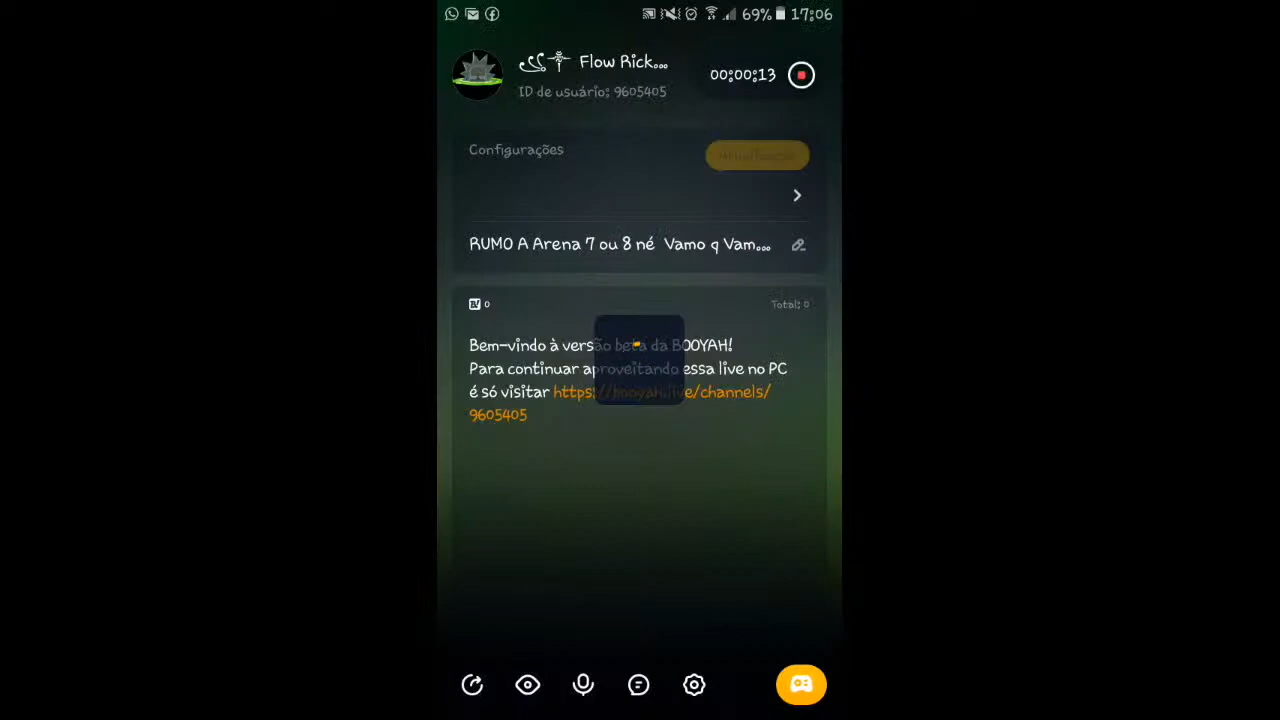 69% 17:06
Flow Rick...
00:00:13
ID de usuário: 9605405
Configurações
RUMO A Arena 7 ou 8 né Vamo q Vam...
0
Total: 0
Bem-vindo à versão beta da BOOYAH!
Para continuar aproveitando essa live no PC
é só visitar https://booyah.live/channels/
9605405